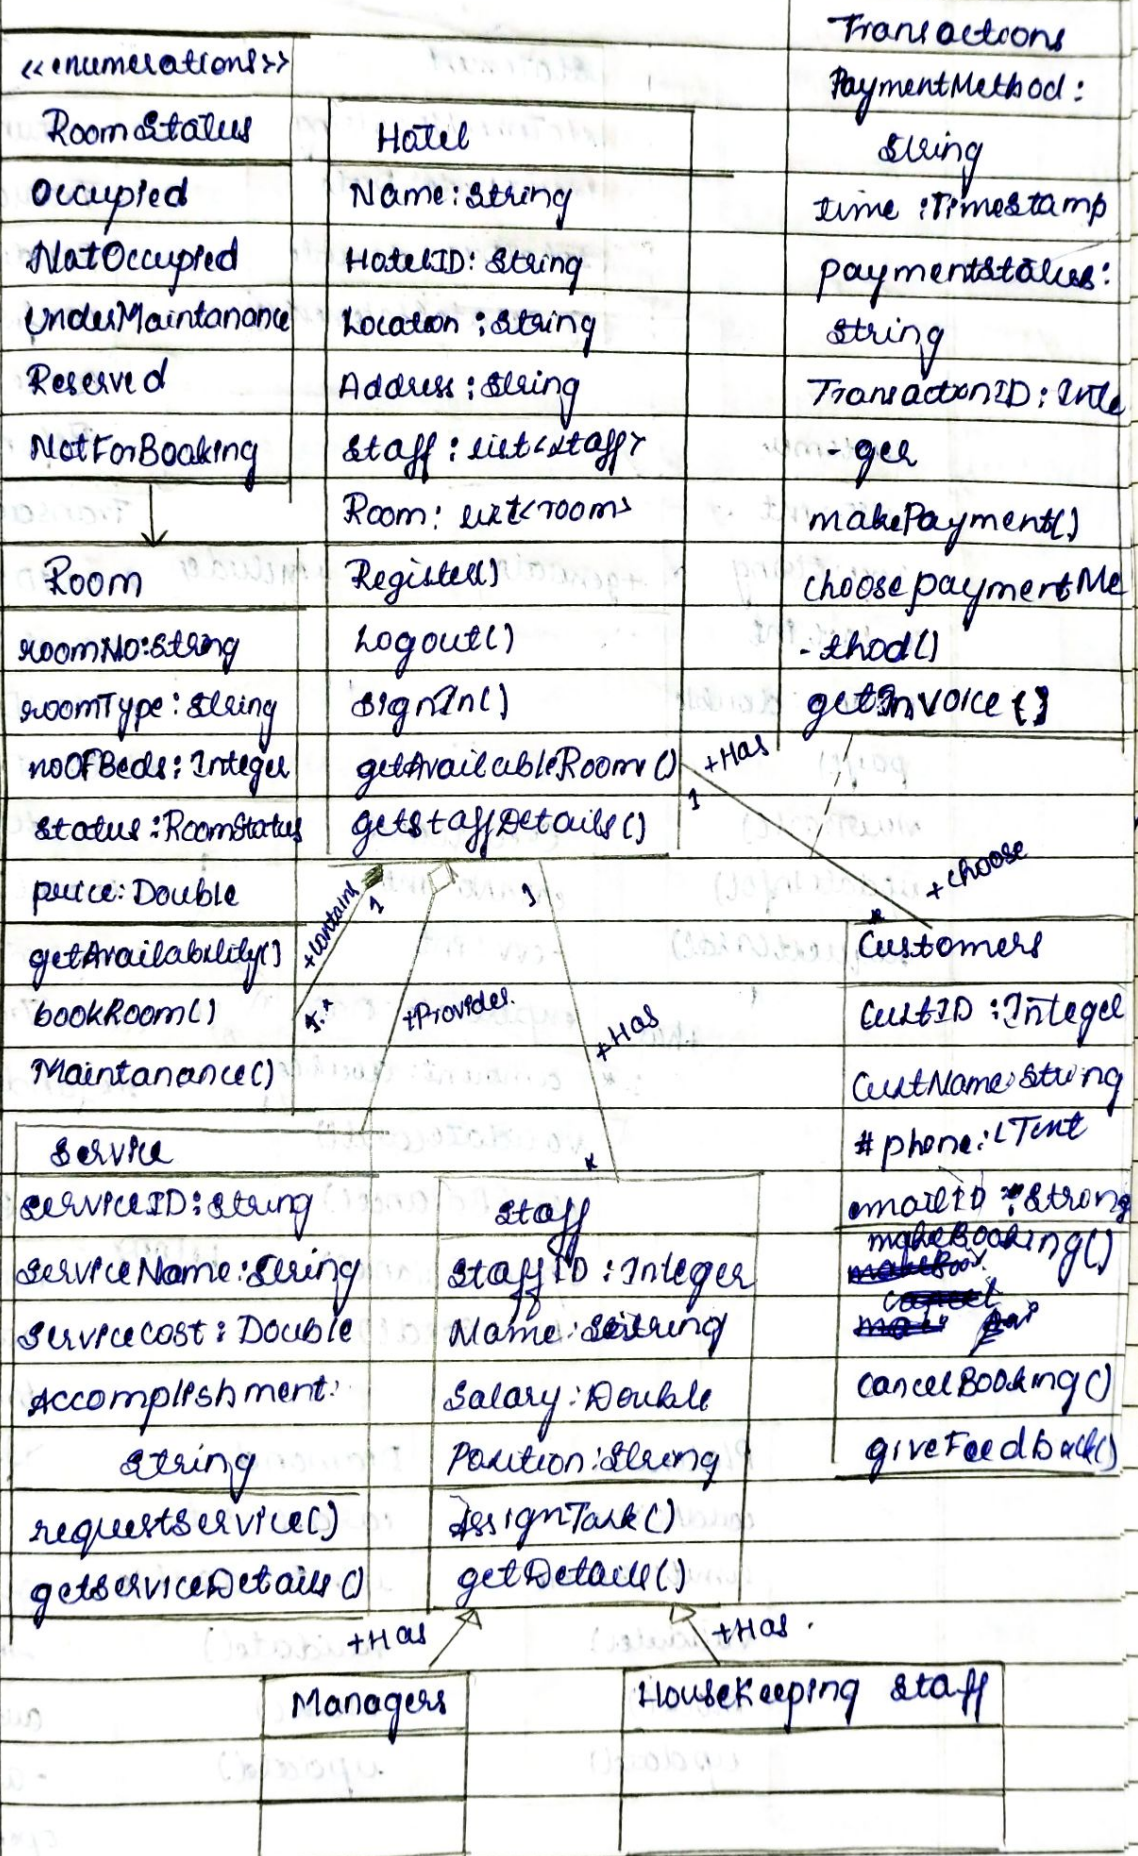 <<enumerations>>
RoomStatus
Occupied
NotOccupied
UnderMaintanance
Reserved
NotForBooking
Hotel
Name: String
HotelID: String
Location: String
Address: String
Staff: list<staff>
Room: list<room>
Register()
Logout()
SignIn()
getAvailableRoom()
getstaffDetails()
Transactions
PaymentMethod:
String
time: TimeStamp
paymentstatus:
String
TransactionID: Inte
-ger
makePayment()
choosepaymentMe
-thod()
getInvoice()
Room
roomNo: String
roomType: String
noOfBeds: Integer
status: RoomStatus
price: Double
getAvailability()
bookRoom()
Maintanance()
+Has
1
+choose
*
+contains
1
1..*
+Provides.
1
+Has
*
Customers
CustID: Integer
CustName: String
#phone: Int
emailID: String
makeBooking()
cancel
cancelBooking()
giveFeedback()
Service
ServiceID: String
ServiceName: String
Servicecost: Double
Accomplishment:
String
requestService()
getserviceDetails()
Staff
StaffID: Integer
Name: String
Salary: Double
Position: String
AssignTask()
getDetails()
+Has
+Has.
Managers
HouseKeeping Staff